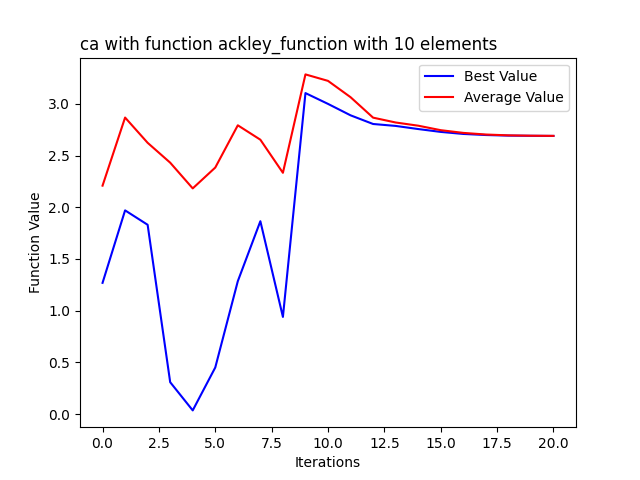 ca with function ackley_function with 10 elements
Best Value
Average Value
3.0
2.5
2.0
1.5
1.0
0.5
0.0
Function Value
0.0 2.5 5.0 7.5 10.0 12.5 15.0 17.5 20.0
Iterations